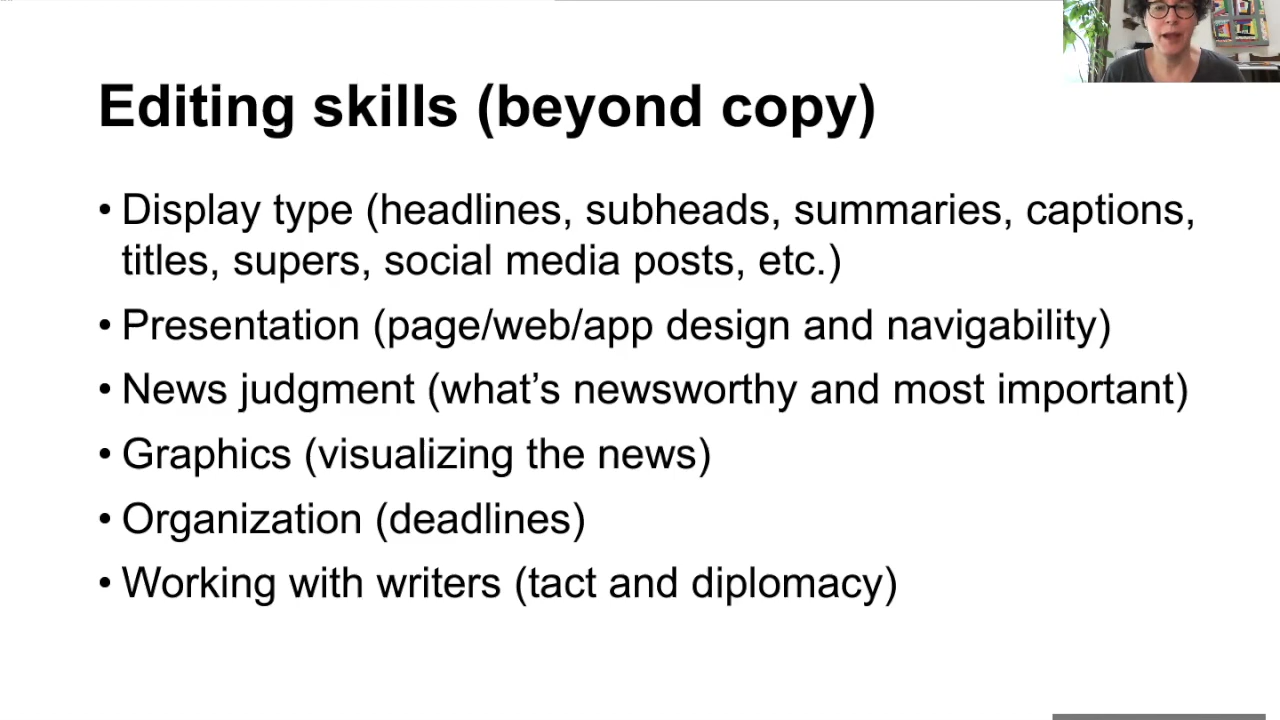 Editing skills (beyond copy)
• Display type (headlines, subheads, summaries, captions,
titles, supers, social media posts, etc.)
• Presentation (page/web/app design and navigability)
• News judgment (what’s newsworthy and most important)
• Graphics (visualizing the news)
• Organization (deadlines)
• Working with writers (tact and diplomacy)